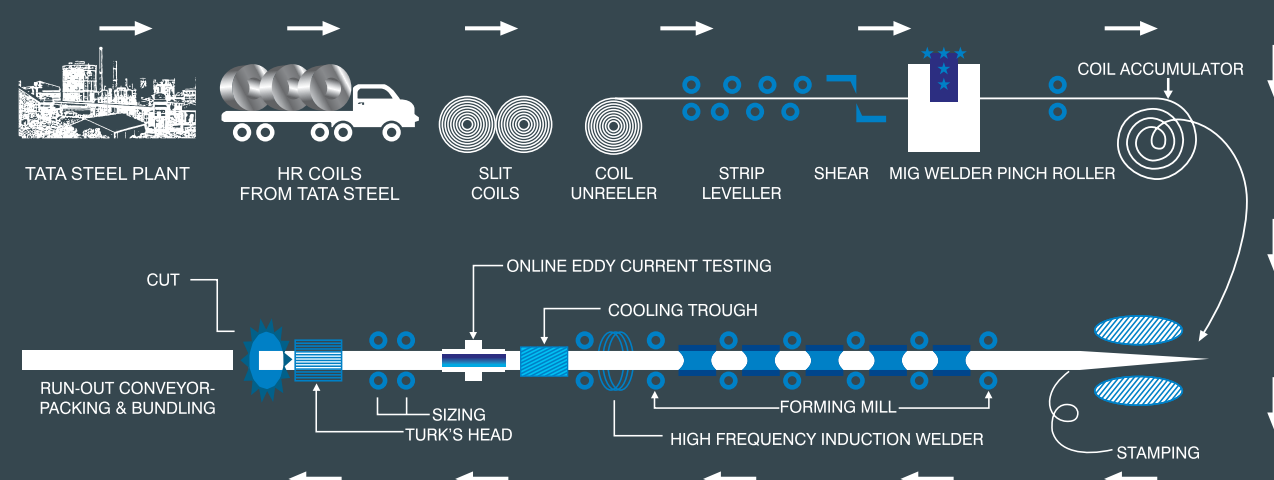 COIL ACCUMULATOR
TATA STEEL PLANT
HR COILS
FROM TATA STEEL
SLIT
COILS
COIL
UNREELER
STRIP
LEVELLER
SHEAR
MIG WELDER
PINCH ROLLER
CUT
ONLINE EDDY CURRENT TESTING
COOLING TROUGH
RUN-OUT CONVEYOR-
PACKING & BUNDLING
SIZING
TURK'S HEAD
FORMING MILL
HIGH FREQUENCY INDUCTION WELDER
STAMPING